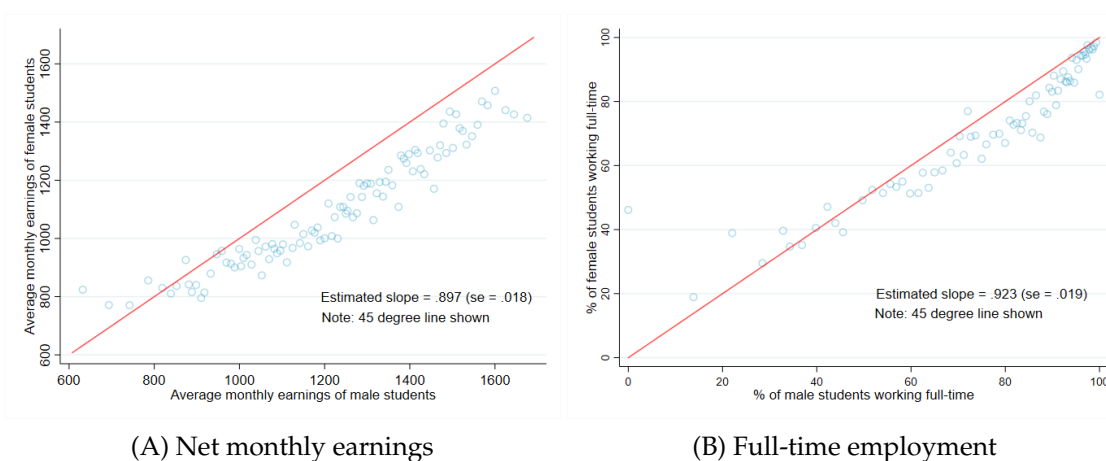 Average monthly earnings of female students
1600
1400
1200
1000
800
600
Estimated slope = .897 (se = .018)
Note: 45 degree line shown
600 800 1000 1200 1400 1600
Average monthly earnings of male students
(A) Net monthly earnings
% of female students working full-time
100
80
60
40
20
0
Estimated slope = .923 (se = .019)
Note: 45 degree line shown
0 20 40 60 80 100
% of male students working full-time
(B) Full-time employment